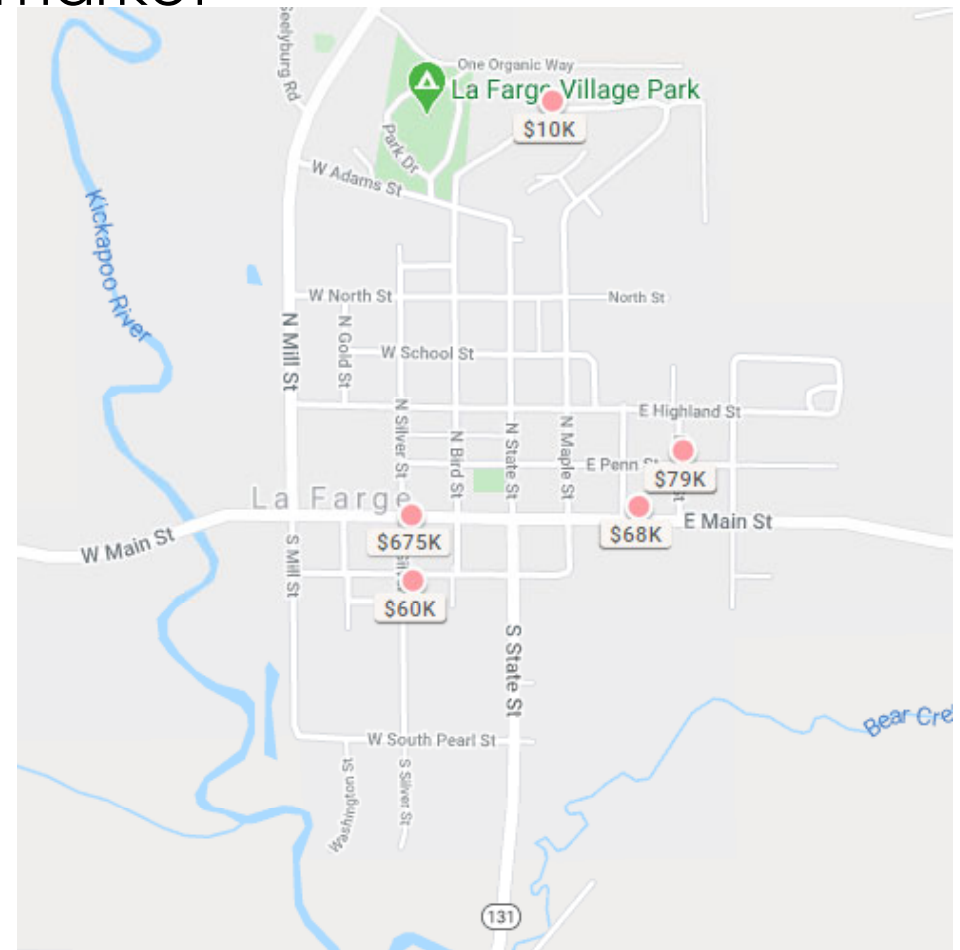 market
Seelyburg Rd
One Organic Way
La Farge Village Park
$10K
Park Dr
W Adams St
Kickapoo River
W North St
North St
N Mill St
N Gold St
W School St
E Highland St
N Silver St
N Bird St
N State St
N Maple St
E Penn St
$79K
La Farge
$675K
$68K
E Main St
W Main St
S Mill St
$60K
S State St
Bear Cre
W South Pearl St
Washington St
S Silver St
131